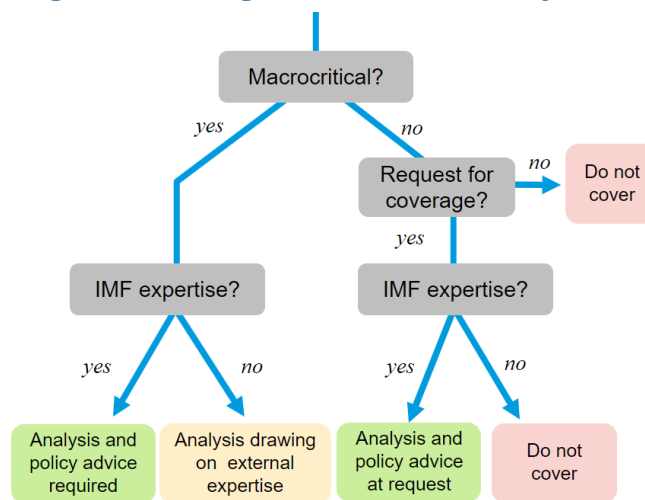 Macrocritical?
yes
no
Request for
coverage?
no
Do not
cover
yes
IMF expertise?
IMF expertise?
yes
no
yes
no
Analysis and
policy advice
required
Analysis drawing
on external
expertise
Analysis and
policy advice
at request
Do not
cover